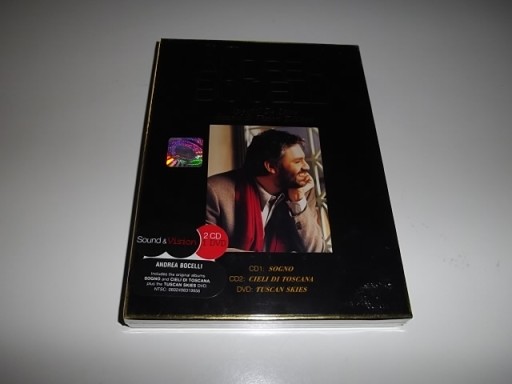 BOCELLI
Sound & Vision
2 CD
DVD
ANDREA BOCELLI
Includes the original albums
SOGNO and CIELI DI TOSCANA,
plus the TUSCAN SKIES DVD
CD1: SOGNO
CD2: CIELI DI TOSCANA
DVD: TUSCAN SKIES